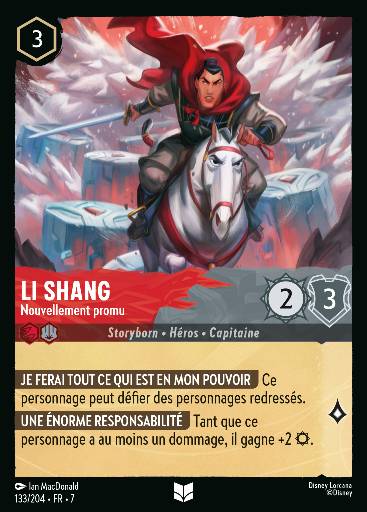 3
LI SHANG
Nouvellement promu
2
3
Storyborn • Héros • Capitaine
JE FERAI TOUT CE QUI EST EN MON POUVOIR Ce
personnage peut défier des personnages redressés.
UNE ÉNORME RESPONSABILITÉ Tant que ce
personnage a au moins un dommage, il gagne +2 ¤.
Ian MacDonald
133/204 • FR • 7
Disney Lorcana
©Disney